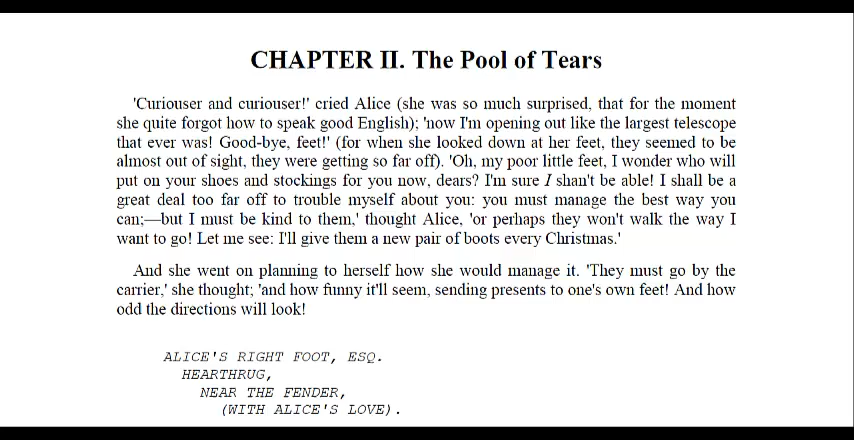 CHAPTER II. The Pool of Tears
'Curiouser and curiouser!' cried Alice (she was so much surprised, that for the moment
she quite forgot how to speak good English); 'now I'm opening out like the largest telescope
that ever was! Good-bye, feet!' (for when she looked down at her feet, they seemed to be
almost out of sight, they were getting so far off). 'Oh, my poor little feet, I wonder who will
put on your shoes and stockings for you now, dears? I'm sure I shan't be able! I shall be a
great deal too far off to trouble myself about you: you must manage the best way you
can;—but I must be kind to them,' thought Alice, 'or perhaps they won't walk the way I
want to go! Let me see: I'll give them a new pair of boots every Christmas.'
And she went on planning to herself how she would manage it. 'They must go by the
carrier,' she thought; 'and how funny it'll seem, sending presents to one's own feet! And how
odd the directions will look!
ALICE'S RIGHT FOOT, ESQ.
HEARTHRUG,
NEAR THE FENDER,
(WITH ALICE'S LOVE).